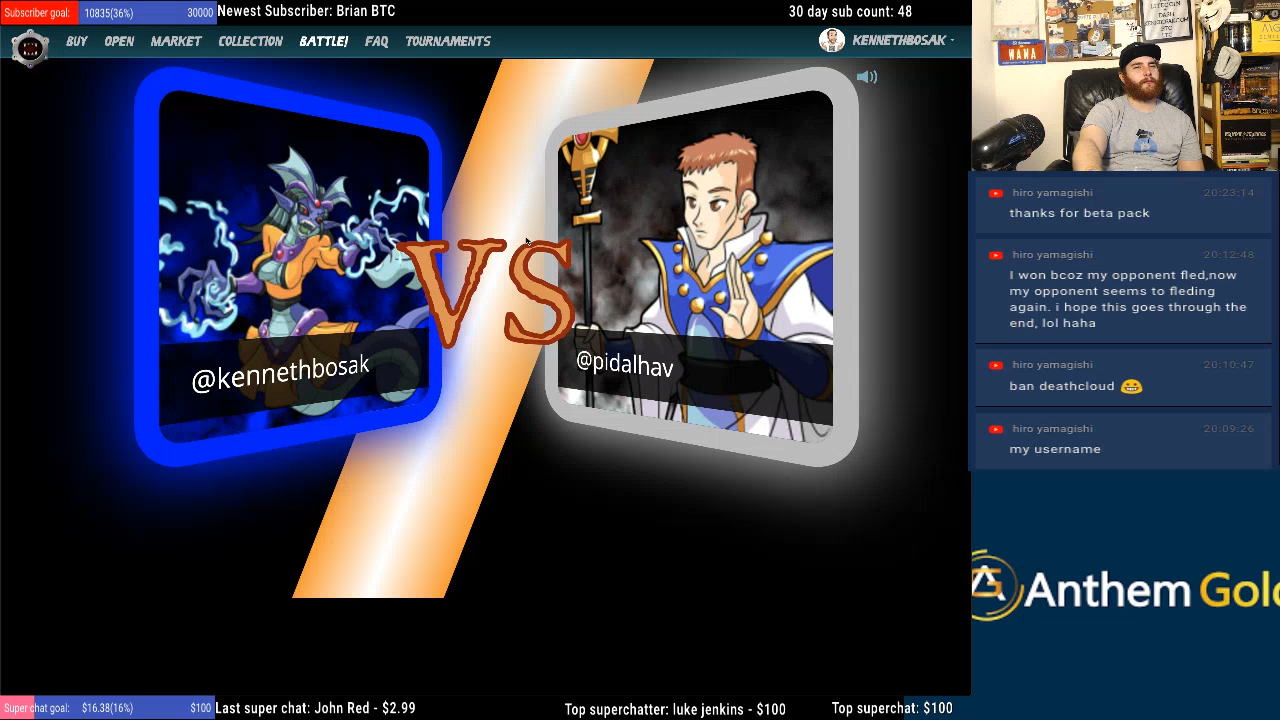 Subscriber goal: 10835(36%) 30000
Newest Subscriber: Brian BTC
30 day sub count: 48
BUY OPEN MARKET COLLECTION BATTLE! FAQ TOURNAMENTS
KENNETHBOSAK
@kennethbosak
VS
@pidalhav
WANA
hiro yamagishi 20:23:14
thanks for beta pack
hiro yamagishi 20:12:48
I won bcoz my opponent fled,now
my opponent seems to fleding
again. i hope this goes through the
end, lol haha
hiro yamagishi 20:10:47
ban deathcloud
hiro yamagishi 20:09:26
my username
Anthem Gold
Super chat goal: $16.38(16%) $100
Last super chat: John Red - $2.99
Top superchatter: luke jenkins - $100
Top superchat: $100